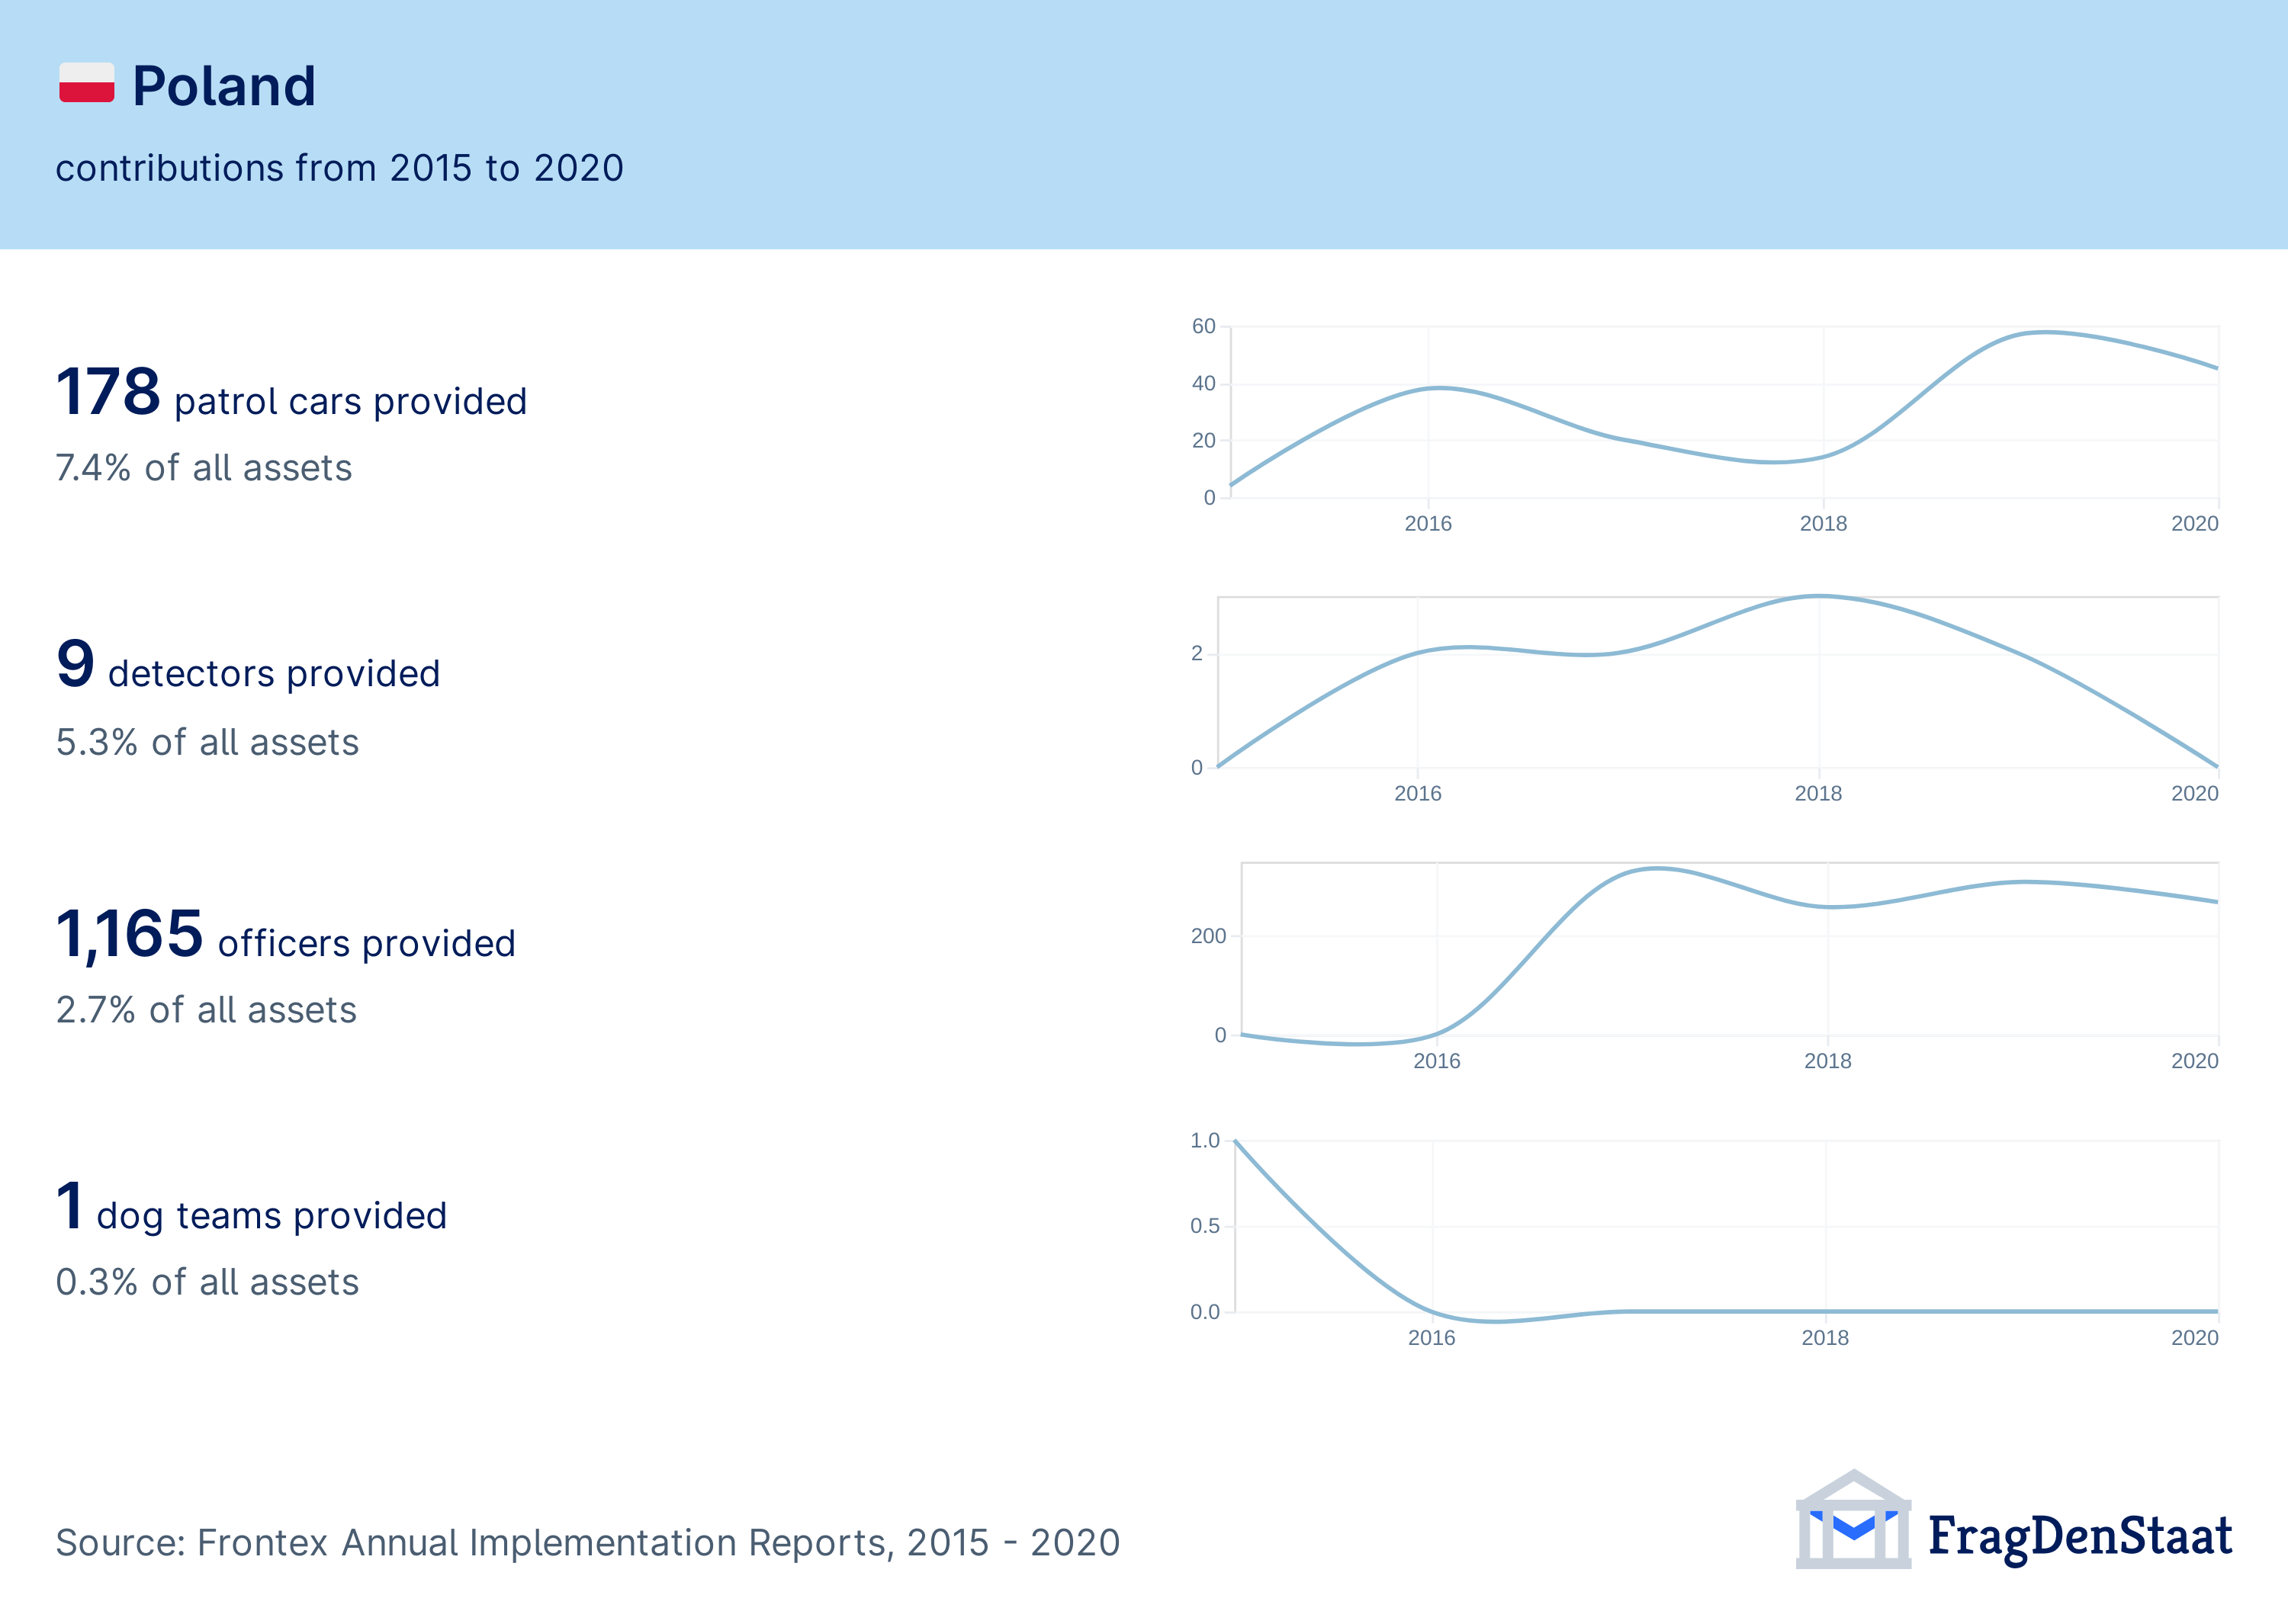 Poland
contributions from 2015 to 2020
178 patrol cars provided
7.4% of all assets
60
40
20
0
2016 2018 2020
9 detectors provided
5.3% of all assets
2
0
2016 2018 2020
1,165 officers provided
2.7% of all assets
200
0
2016 2018 2020
1 dog teams provided
0.3% of all assets
1.0
0.5
0.0
2016 2018 2020
Source: Frontex Annual Implementation Reports, 2015 - 2020
FragDenStaat